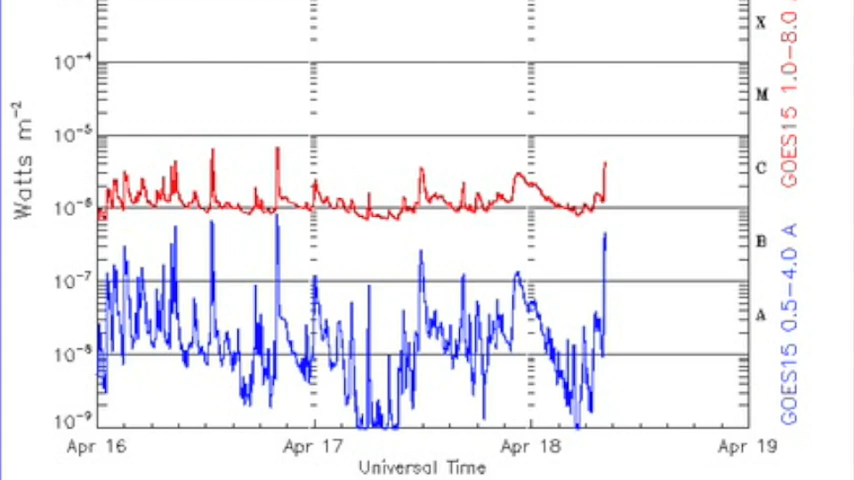 X
10⁻⁴
M
10⁻⁵
C
10⁻⁶
B
10⁻⁷
A
10⁻⁸
10⁻⁹
Watts m⁻²
GOES15 1.0−8.0
GOES15 0.5−4.0 A
Apr 16 Apr 17 Apr 18 Apr 19
Universal Time